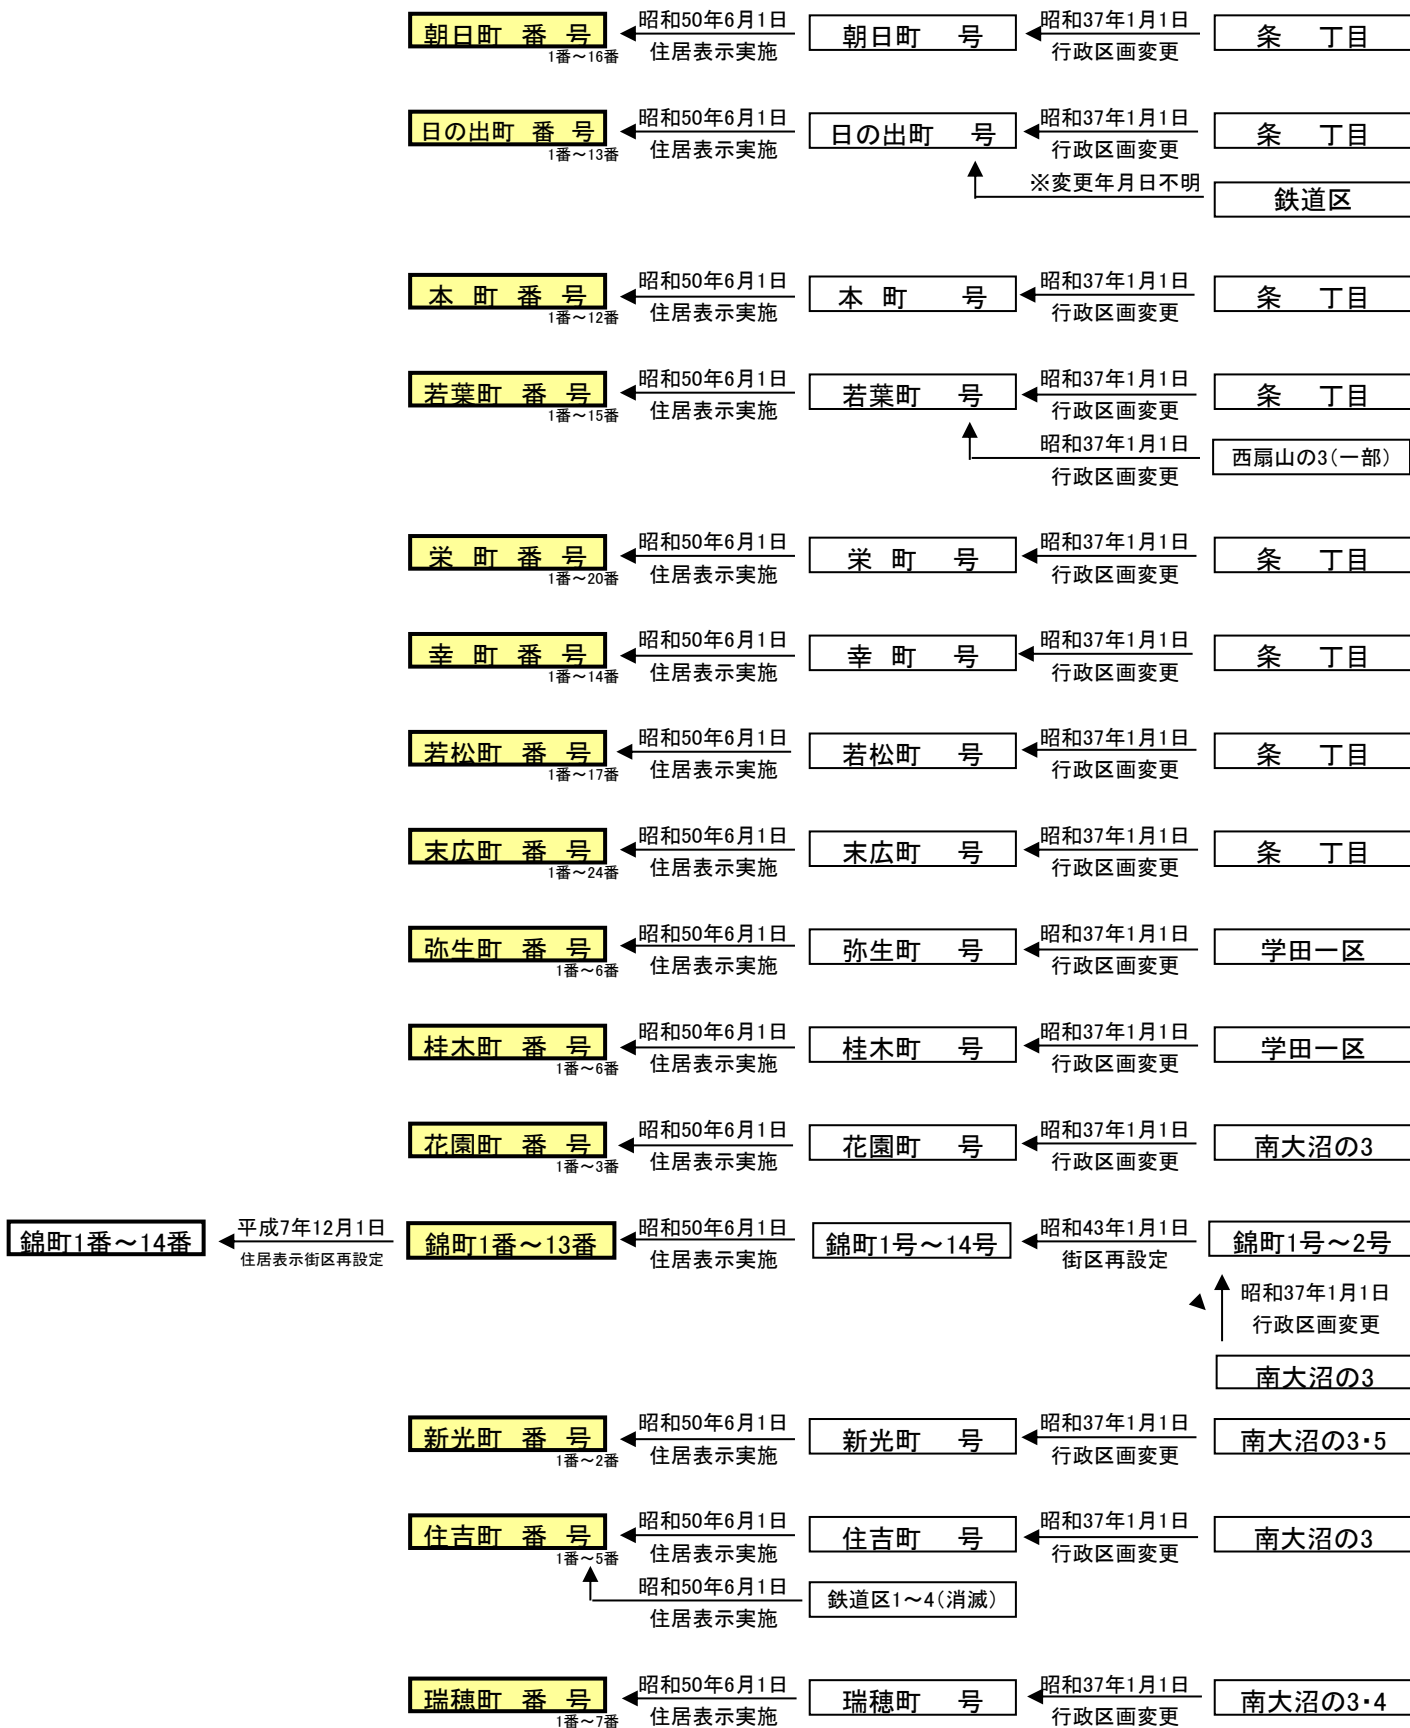 朝日町 番 号 昭和50年6月1日 朝日町 号 昭和37年1月1日 条 丁目
1番～16番 住居表示実施 行政区画変更
日の出町 番 号 昭和50年6月1日 日の出町 号 昭和37年1月1日 条 丁目
1番～13番 住居表示実施 行政区画変更
※変更年月日不明 鉄道区
本 町 番 号 昭和50年6月1日 本 町 号 昭和37年1月1日 条 丁目
1番～12番 住居表示実施 行政区画変更
若葉町 番 号 昭和50年6月1日 若葉町 号 昭和37年1月1日 条 丁目
1番～15番 住居表示実施 行政区画変更
昭和37年1月1日 西扇山の3(一部)
行政区画変更
栄 町 番 号 昭和50年6月1日 栄 町 号 昭和37年1月1日 条 丁目
1番～20番 住居表示実施 行政区画変更
幸 町 番 号 昭和50年6月1日 幸 町 号 昭和37年1月1日 条 丁目
1番～14番 住居表示実施 行政区画変更
若松町 番 号 昭和50年6月1日 若松町 号 昭和37年1月1日 条 丁目
1番～17番 住居表示実施 行政区画変更
末広町 番 号 昭和50年6月1日 末広町 号 昭和37年1月1日 条 丁目
1番～24番 住居表示実施 行政区画変更
弥生町 番 号 昭和50年6月1日 弥生町 号 昭和37年1月1日 学田一区
1番～6番 住居表示実施 行政区画変更
桂木町 番 号 昭和50年6月1日 桂木町 号 昭和37年1月1日 学田一区
1番～6番 住居表示実施 行政区画変更
花園町 番 号 昭和50年6月1日 花園町 号 昭和37年1月1日 南大沼の3
1番～3番 住居表示実施 行政区画変更
錦町1番～14番 平成7年12月1日 錦町1番～13番 昭和50年6月1日 錦町1号～14号 昭和43年1月1日 錦町1号～2号
住居表示街区再設定 住居表示実施 街区再設定
昭和37年1月1日
行政区画変更
南大沼の3
新光町 番 号 昭和50年6月1日 新光町 号 昭和37年1月1日 南大沼の3・5
1番～2番 住居表示実施 行政区画変更
住吉町 番 号 昭和50年6月1日 住吉町 号 昭和37年1月1日 南大沼の3
1番～5番 住居表示実施 行政区画変更
昭和50年6月1日 鉄道区1～4(消滅)
住居表示実施
瑞穂町 番 号 昭和50年6月1日 瑞穂町 号 昭和37年1月1日 南大沼の3・4
1番～7番 住居表示実施 行政区画変更